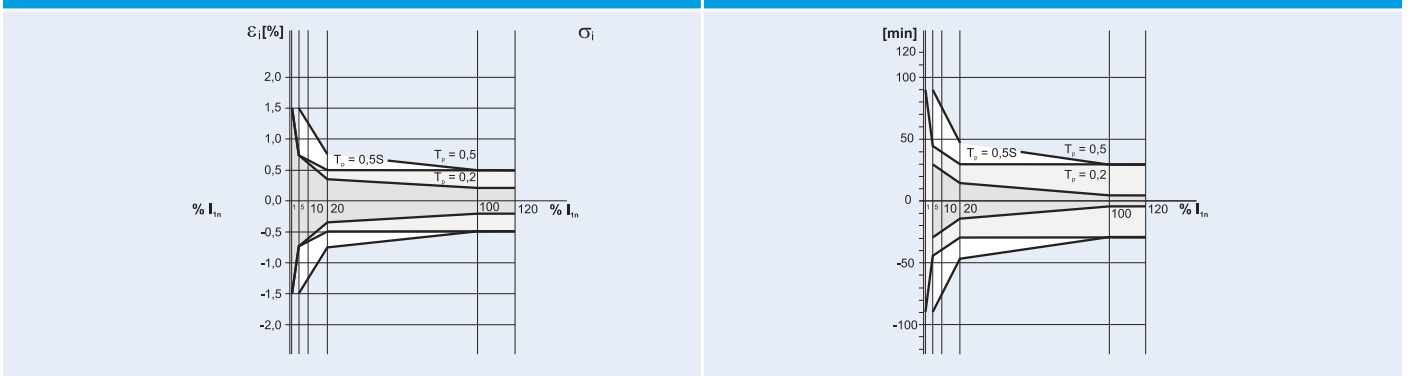 εi[%]
σi
2,0
1,5
1,0
0,5
0,0
-0,5
-1,0
-1,5
-2,0
Tp = 0,5S
Tp = 0,5
Tp = 0,2
% I1n
1 5 10 20 100 120 % I1n
[min]
120
100
50
0
-50
-100
Tp = 0,5S
Tp = 0,5
Tp = 0,2
1 5 10 20 100 120 % I1n